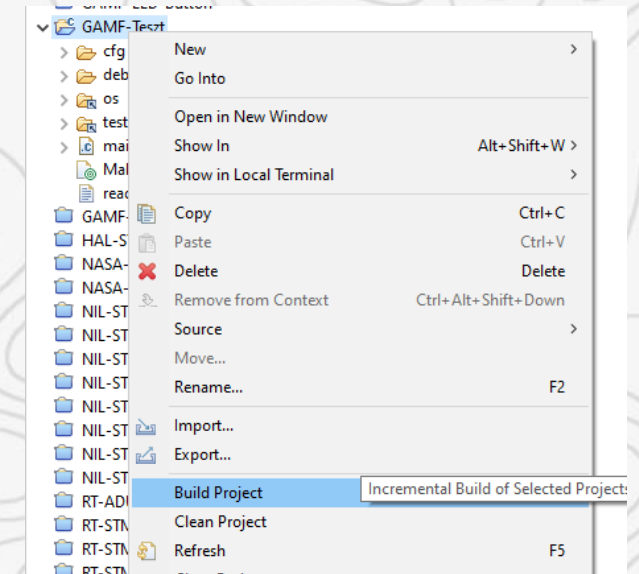 GAMF-Teszt
New
cfg
Go Into
deb
os
Open in New Window
test
Show In Alt+Shift+W
mai
Show in Local Terminal
Mal
reac
GAMF- Copy Ctrl+C
HAL-S Paste Ctrl+V
NASA- Delete Delete
NASA-
NIL-ST Remove from Context Ctrl+Alt+Shift+Down
NIL-ST Source
NIL-ST Move...
NIL-ST Rename... F2
NIL-ST
NIL-ST Import...
NIL-ST Export...
NIL-ST
RT-ADI Build Project Incremental Build of Selected Projects
RT-STM Clean Project
RT-STM Refresh F5
RT-STM